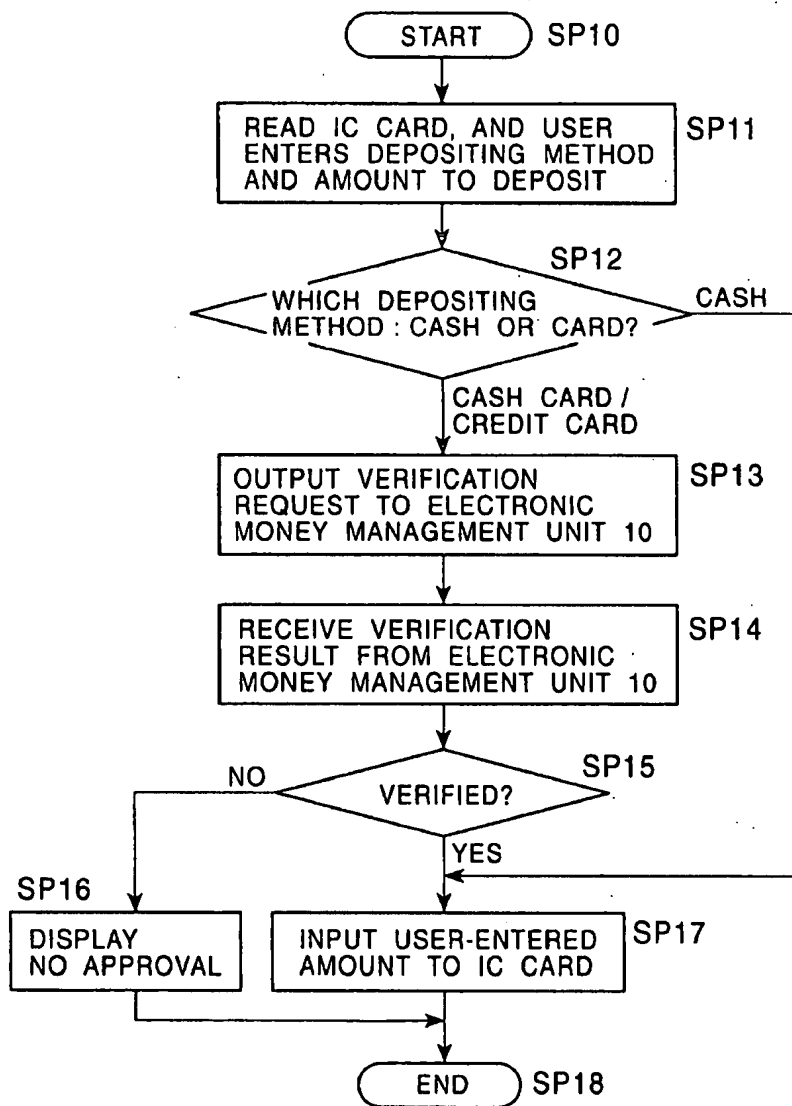 START
SP10
READ IC CARD, AND USER
ENTERS DEPOSITING METHOD
AND AMOUNT TO DEPOSIT
SP11
SP12
WHICH DEPOSITING
METHOD : CASH OR CARD?
CASH
CASH CARD /
CREDIT CARD
OUTPUT VERIFICATION
REQUEST TO ELECTRONIC
MONEY MANAGEMENT UNIT 10
SP13
RECEIVE VERIFICATION
RESULT FROM ELECTRONIC
MONEY MANAGEMENT UNIT 10
SP14
SP15
VERIFIED?
NO
YES
SP16
DISPLAY
NO APPROVAL
INPUT USER-ENTERED
AMOUNT TO IC CARD
SP17
END
SP18